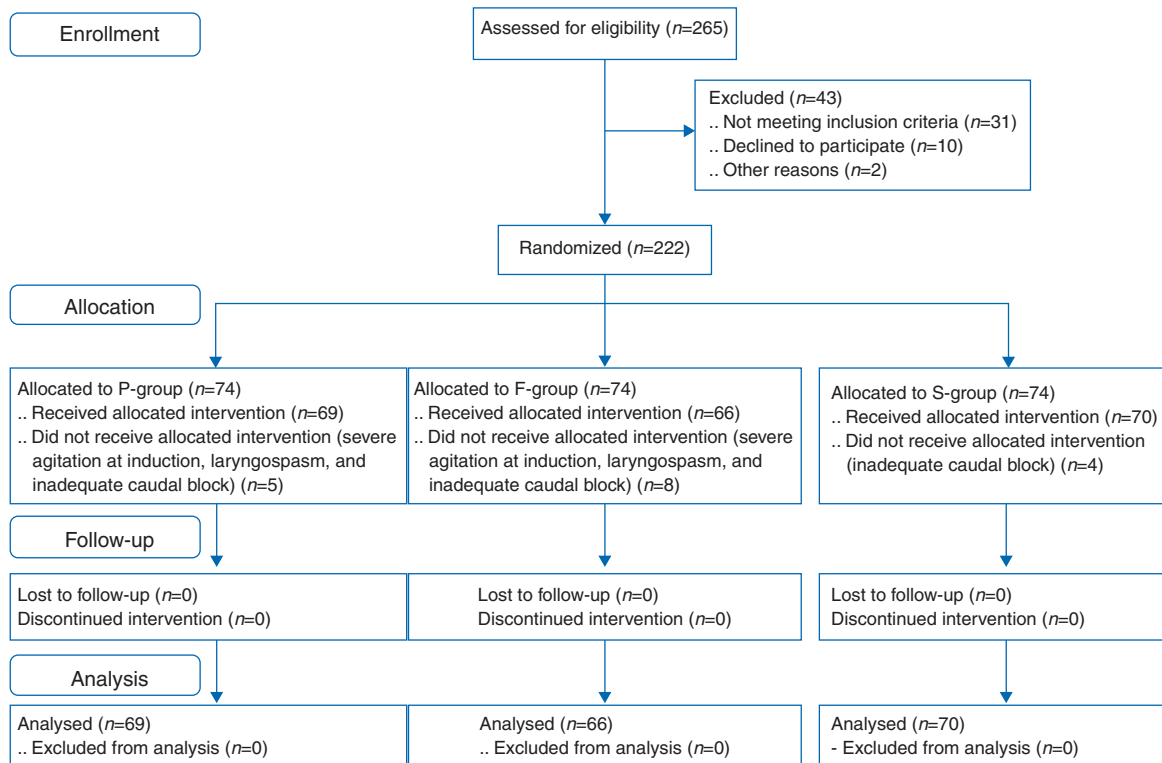 Enrollment
Assessed for eligibility (n=265)
Excluded (n=43)
.. Not meeting inclusion criteria (n=31)
.. Declined to participate (n=10)
.. Other reasons (n=2)
Randomized (n=222)
Allocation
Allocated to P-group (n=74)
.. Received allocated intervention (n=69)
.. Did not receive allocated intervention (severe
agitation at induction, laryngospasm, and
inadequate caudal block) (n=5)
Allocated to F-group (n=74)
.. Received allocated intervention (n=66)
.. Did not receive allocated intervention (severe
agitation at induction, laryngospasm, and
inadequate caudal block) (n=8)
Allocated to S-group (n=74)
.. Received allocated intervention (n=70)
.. Did not receive allocated intervention
(inadequate caudal block) (n=4)
Follow-up
Lost to follow-up (n=0)
Discontinued intervention (n=0)
Lost to follow-up (n=0)
Discontinued intervention (n=0)
Lost to follow-up (n=0)
Discontinued intervention (n=0)
Analysis
Analysed (n=69)
.. Excluded from analysis (n=0)
Analysed (n=66)
.. Excluded from analysis (n=0)
Analysed (n=70)
- Excluded from analysis (n=0)